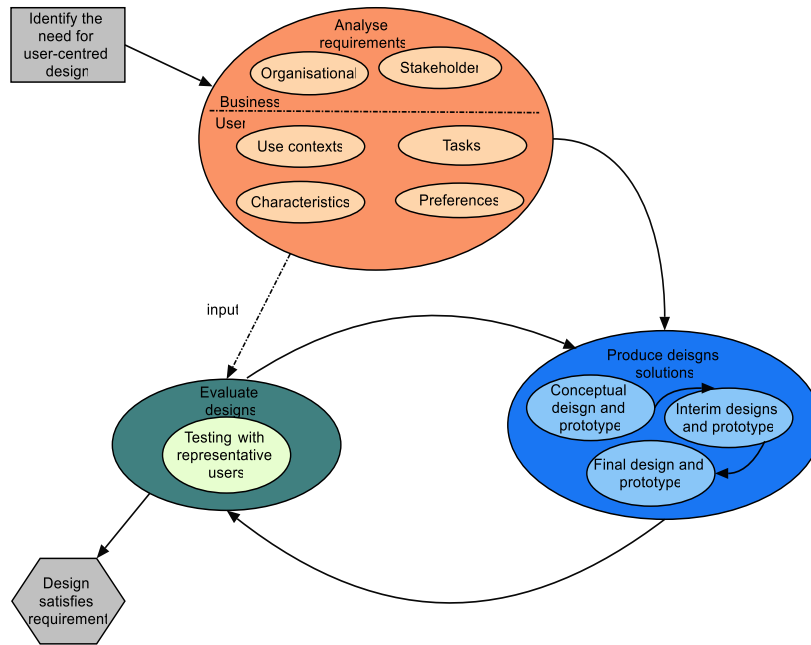 Identify the
need for
user-centred
design
Analyse
requirements
Organisational
Stakeholder
Business
User
Use contexts
Tasks
Characteristics
Preferences
input
Produce deisgns
solutions
Conceptual
deisgn and
prototype
Interim designs
and prototype
Final design and
prototype
Evaluate
designs
Testing with
representative
users
Design
satisfies
requirement